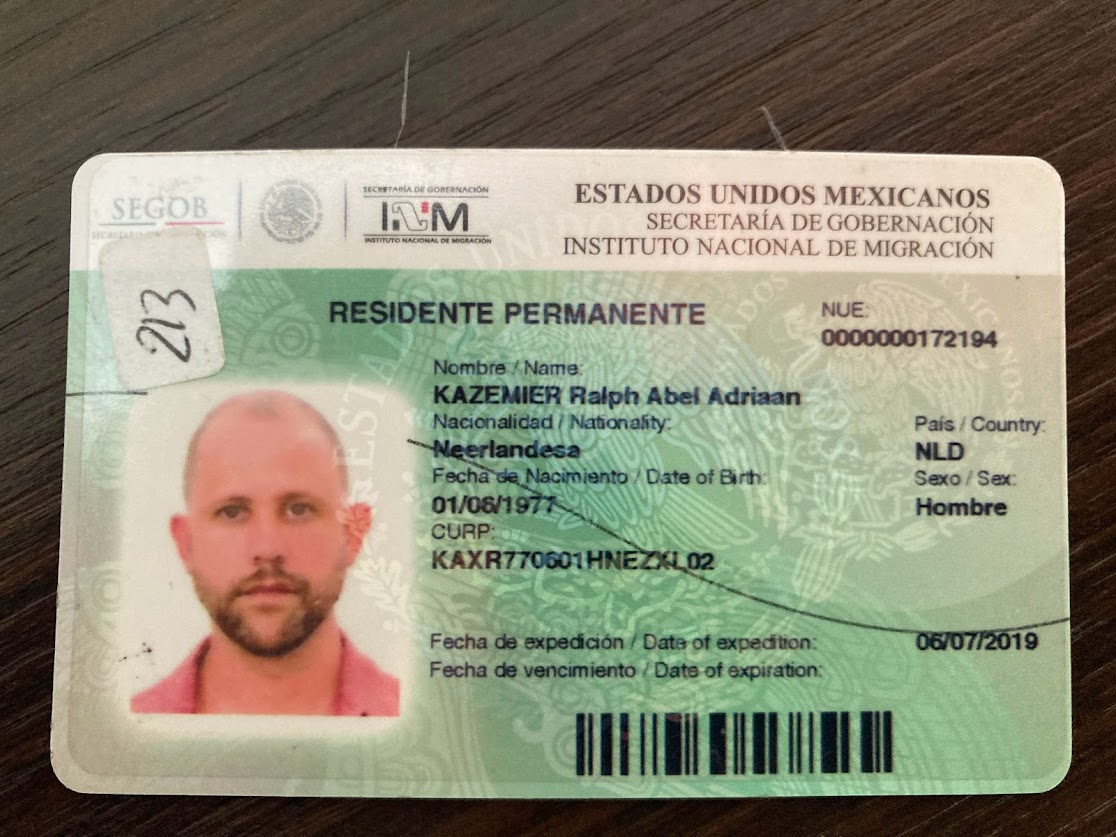 SEGOB
SECRETARÍA DE GOBERNACIÓN
INM
INSTITUTO NACIONAL DE MIGRACIÓN
ESTADOS UNIDOS MEXICANOS
SECRETARÍA DE GOBERNACIÓN
INSTITUTO NACIONAL DE MIGRACIÓN
213
RESIDENTE PERMANENTE
NUE:
0000000172194
Nombre / Name:
KAZEMIER Ralph Abel Adriaan
Nacionalidad / Nationality:
País / Country:
Neerlandesa
NLD
Fecha de Nacimiento / Date of Birth:
Sexo / Sex:
01/06/1977
Hombre
CURP:
KAXR770601HNEZXL02
Fecha de expedición / Date of expedition:
06/07/2019
Fecha de vencimiento / Date of expiration: